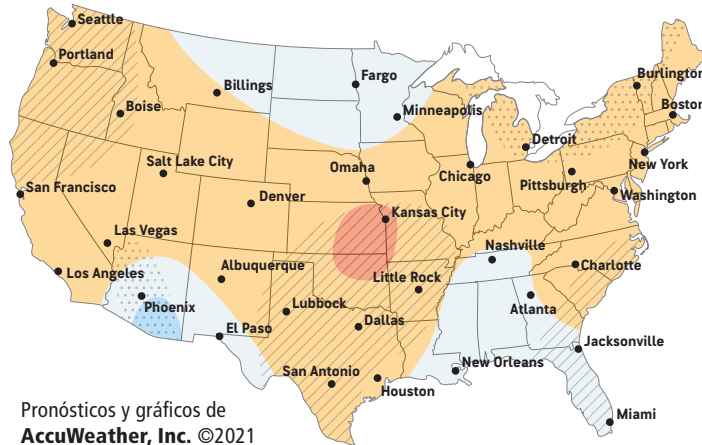 Seattle
Portland
Billings
Fargo
Burlington
Minneapolis
Boston
Boise
Detroit
Salt Lake City
Omaha
Chicago
New York
Pittsburgh
San Francisco
Denver
Washington
Kansas City
Las Vegas
Nashville
Los Angeles
Albuquerque
Charlotte
Little Rock
Phoenix
Lubbock
Atlanta
El Paso
Dallas
Jacksonville
San Antonio
New Orleans
Houston
Miami
Pronósticos y gráficos de
AccuWeather, Inc. ©2021